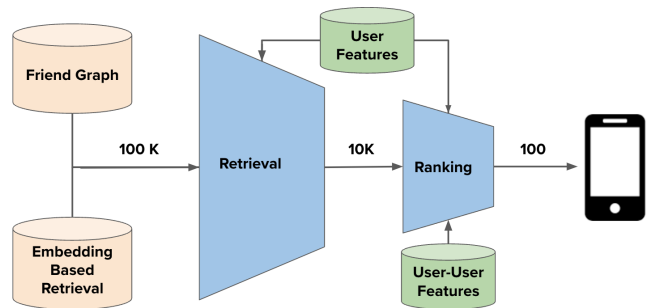 User
Features
Friend Graph
100 K
Retrieval
10K
Ranking
100
Embedding
Based
Retrieval
User-User
Features